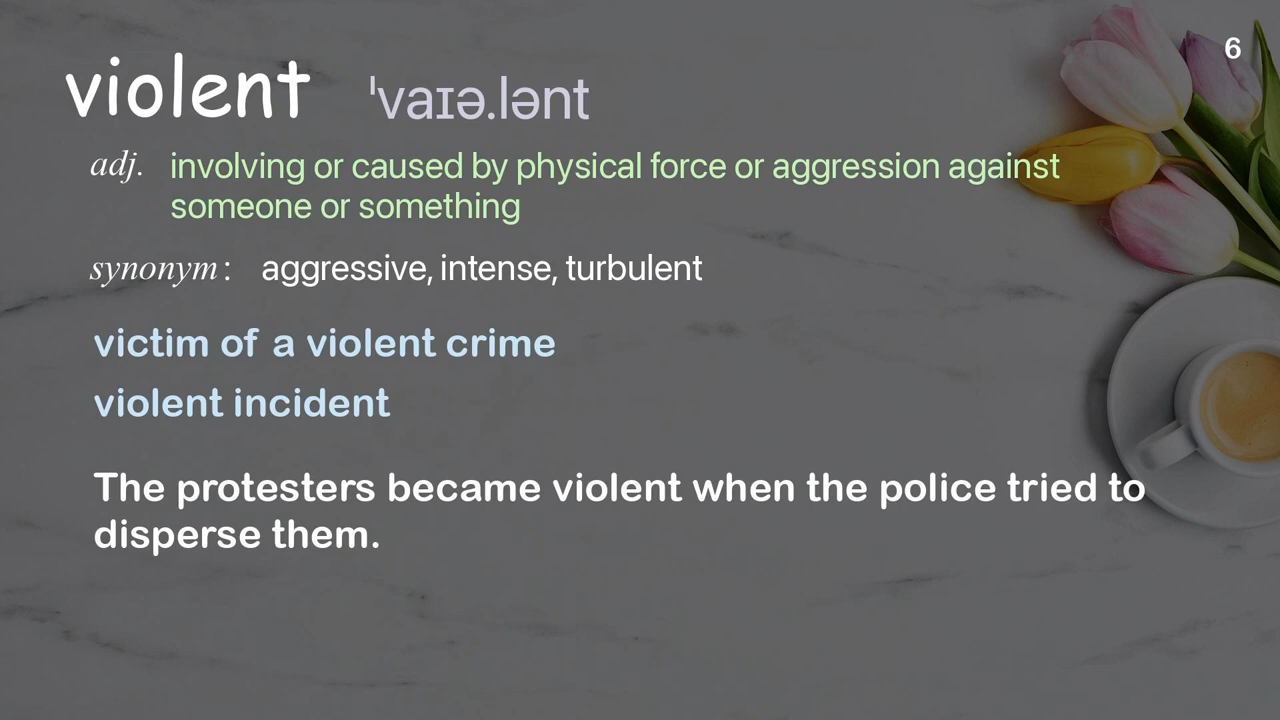 6
violent ˈvaɪə.lənt
adj. involving or caused by physical force or aggression against
someone or something
synonym: aggressive, intense, turbulent
victim of a violent crime
violent incident
The protesters became violent when the police tried to
disperse them.